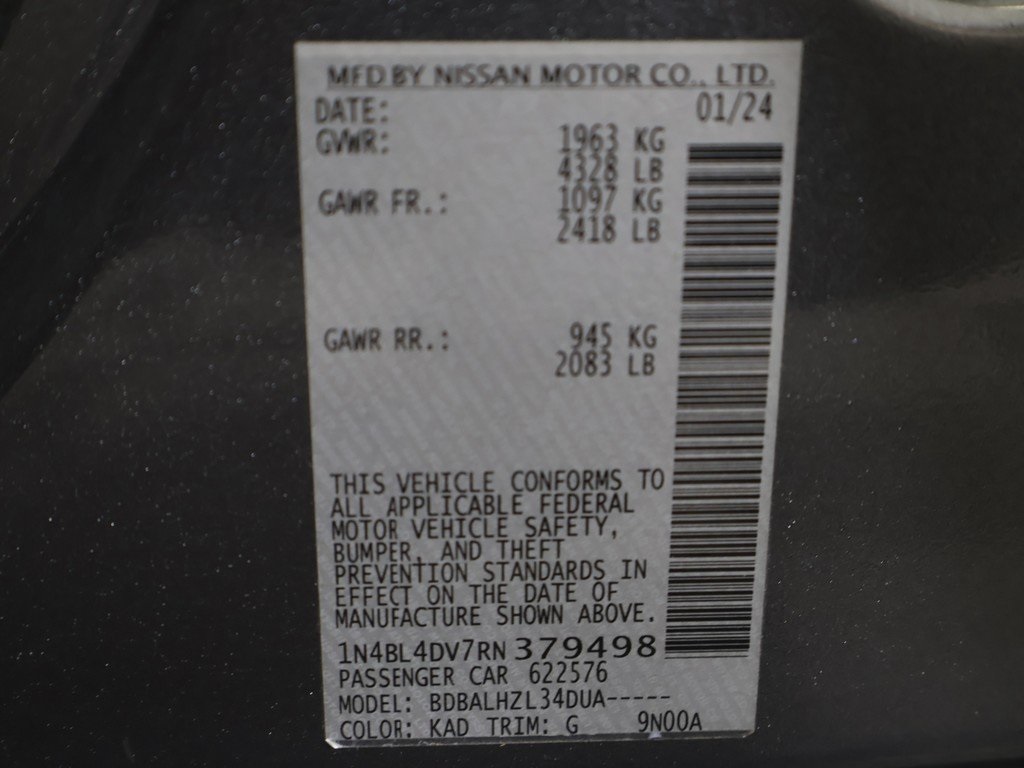 MFD BY NISSAN MOTOR CO., LTD.
DATE: 01/24
GVWR: 1963 KG
4328 LB
GAWR FR.: 1097 KG
2418 LB
GAWR RR.: 945 KG
2083 LB
THIS VEHICLE CONFORMS TO
ALL APPLICABLE FEDERAL
MOTOR VEHICLE SAFETY,
BUMPER, AND THEFT
PREVENTION STANDARDS IN
EFFECT ON THE DATE OF
MANUFACTURE SHOWN ABOVE.
1N4BL4DV7RN379498
PASSENGER CAR 622576
MODEL: BDBALHZL34DUA-----
COLOR: KAD TRIM: G 9N00A